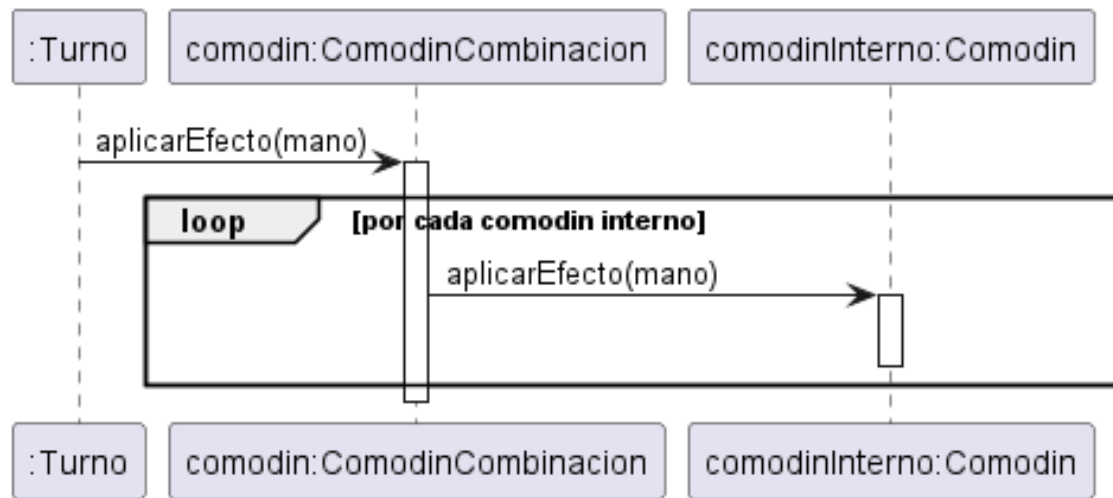 :Turno
comodin:ComodinCombinacion
comodinInterno:Comodin
aplicarEfecto(mano)
loop
[por cada comodin interno]
aplicarEfecto(mano)
:Turno
comodin:ComodinCombinacion
comodinInterno:Comodin